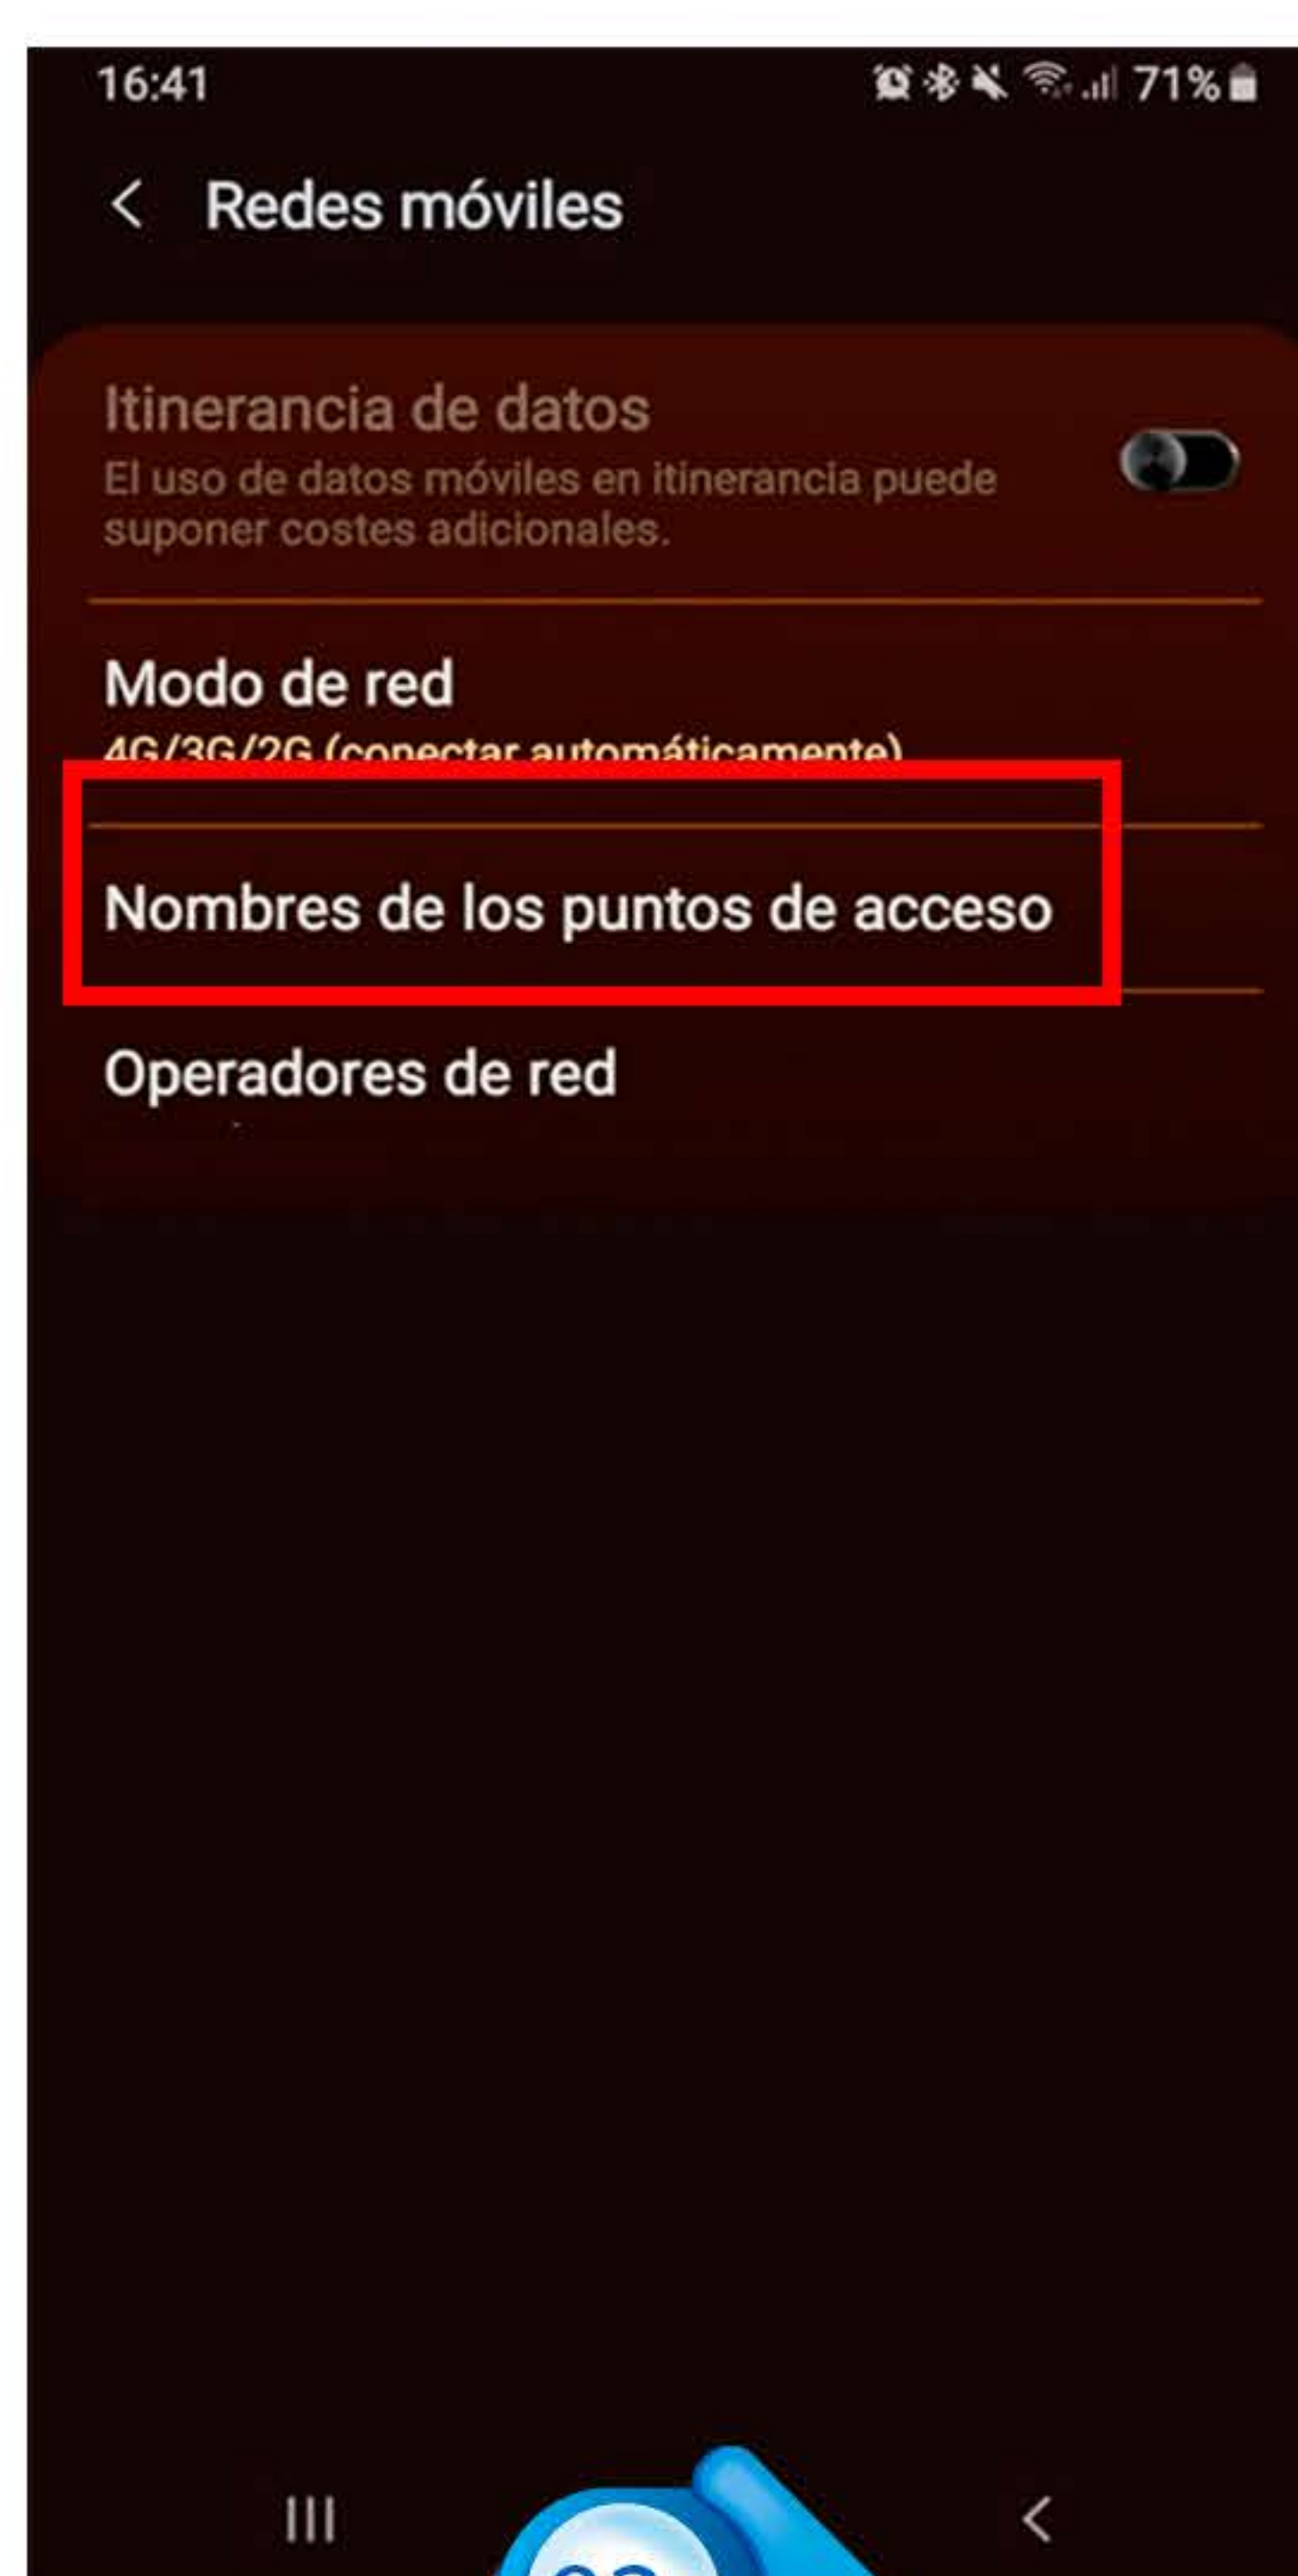 16:41
71%
Redes móviles
Itinerancia de datos
El uso de datos móviles en itinerancia puede
suponer costes adicionales.
Modo de red
4G/3G/2G (conectar automáticamente)
Nombres de los puntos de acceso
Operadores de red